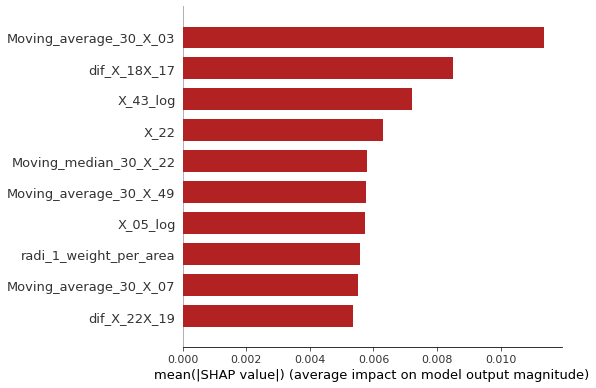 Moving_average_30_X_03
dif_X_18X_17
X_43_log
X_22
Moving_median_30_X_22
Moving_average_30_X_49
X_05_log
radi_1_weight_per_area
Moving_average_30_X_07
dif_X_22X_19
0.000 0.002 0.004 0.006 0.008 0.010
mean(|SHAP value|) (average impact on model output magnitude)